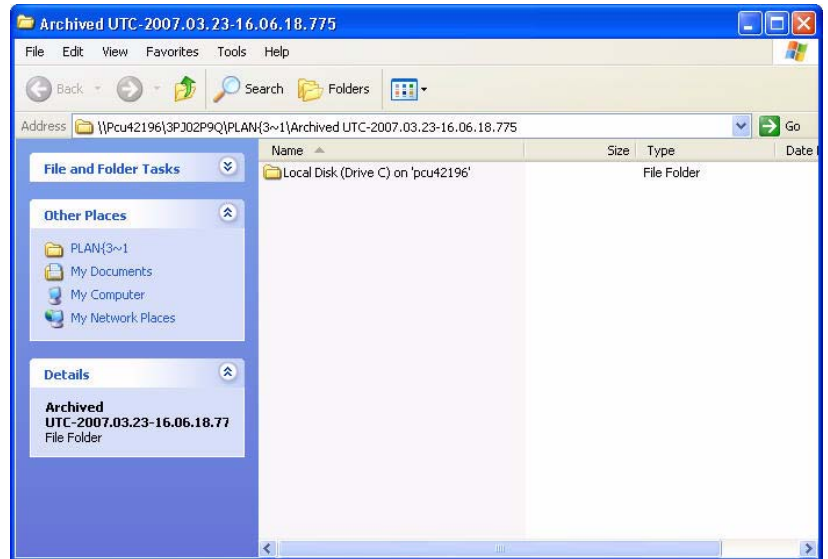 Archived UTC-2007.03.23-16.06.18.775
File Edit View Favorites Tools Help
Back Search Folders
Address \\Pcu42196\3PJ02P9Q\PLAN{3~1\Archived UTC-2007.03.23-16.06.18.775 Go
Name Size Type Date
File and Folder Tasks
Local Disk (Drive C) on 'pcu42196' File Folder
Other Places
PLAN{3~1
My Documents
My Computer
My Network Places
Details
Archived
UTC-2007.03.23-16.06.18.77
File Folder